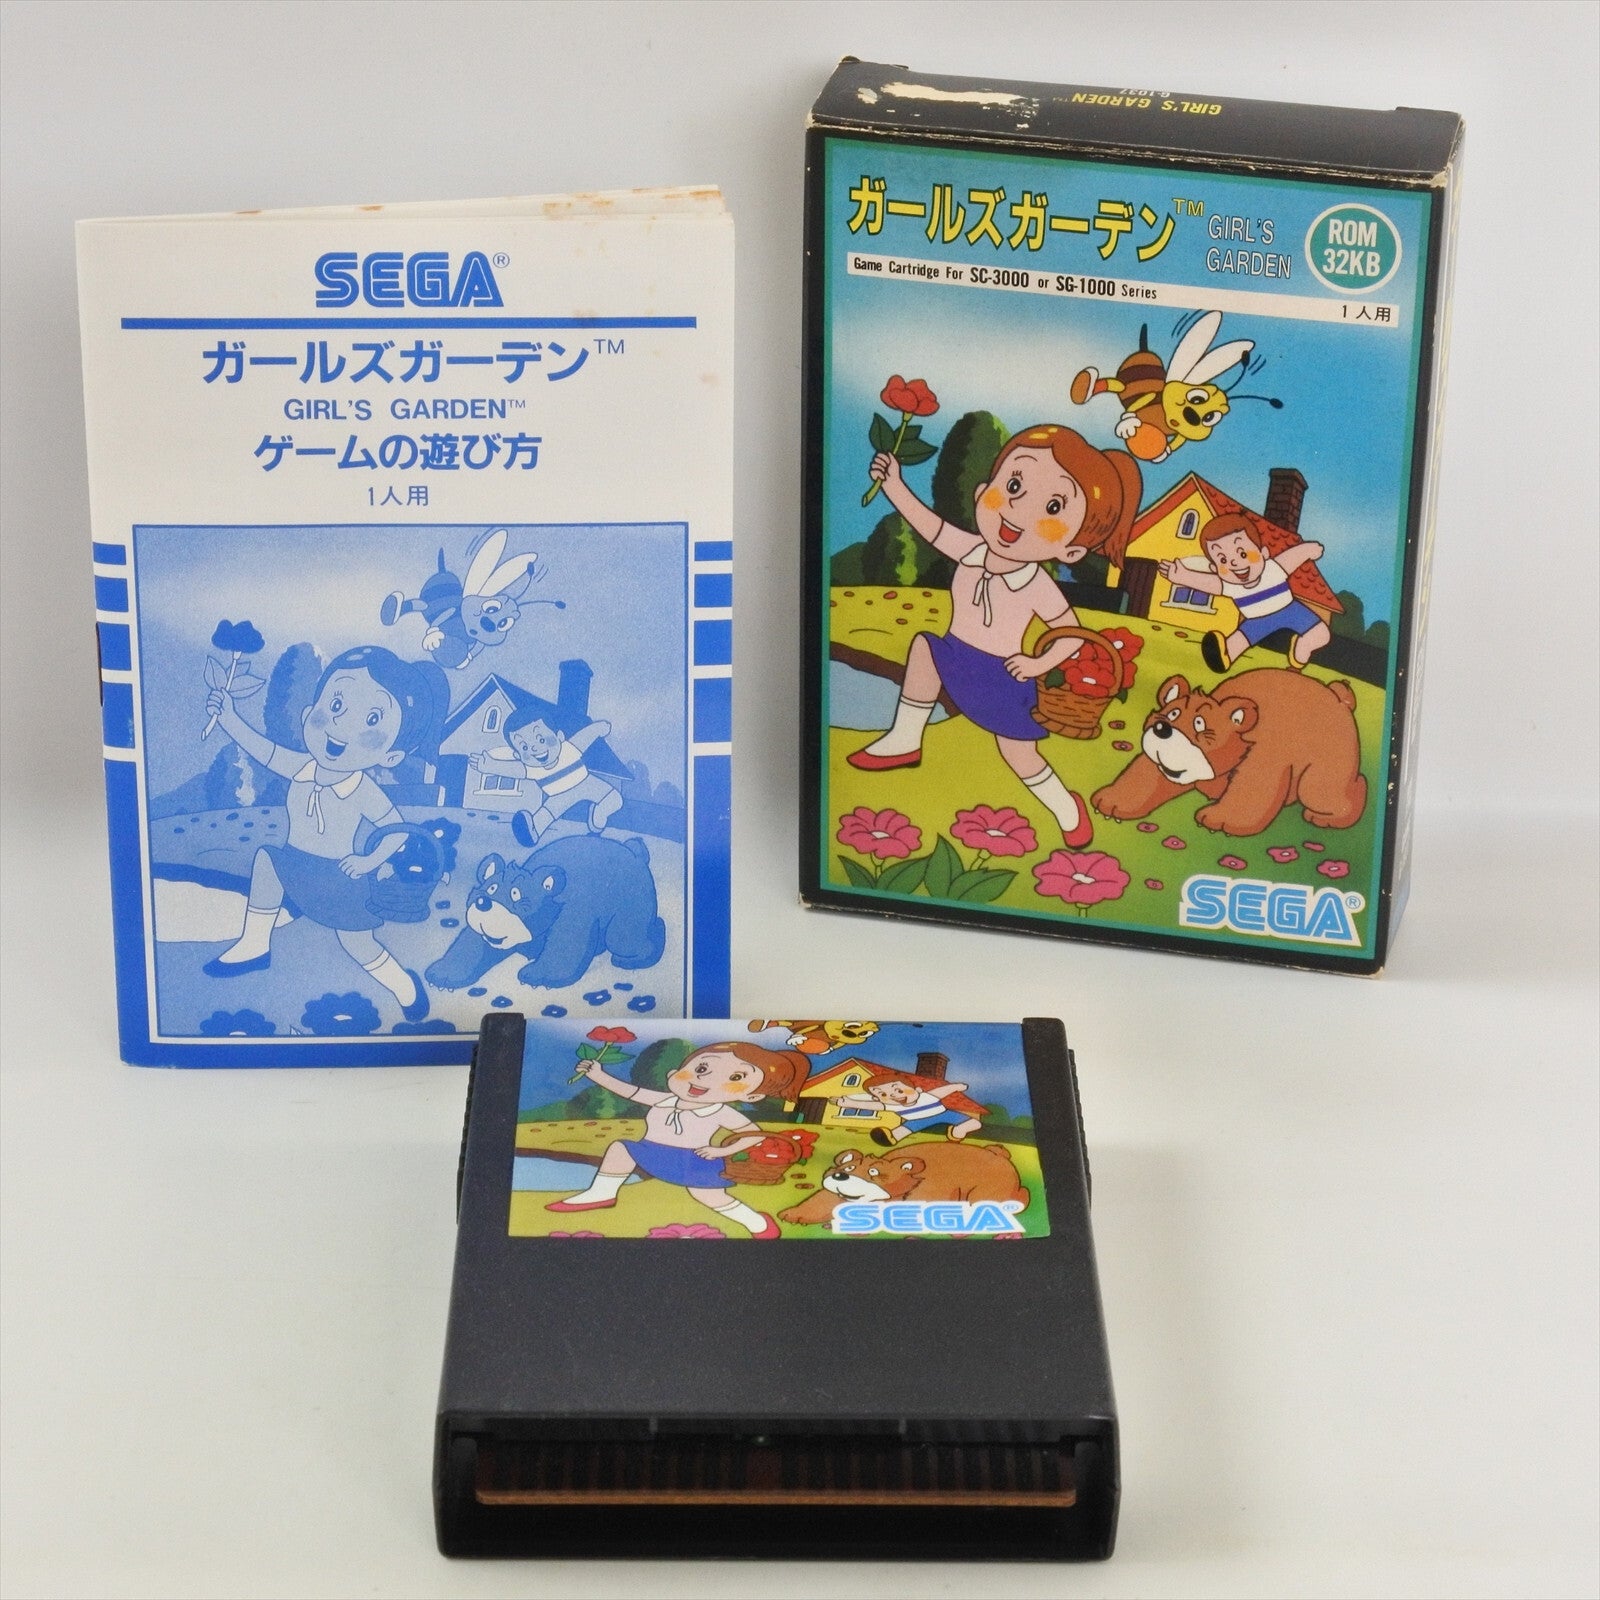 SEGA®
ガールズガーデン™
GIRL'S GARDEN™
ゲームの遊び方
1人用
GIRL'S GARDEN™
G-1037
ガールズガーデン™
GIRL'S
GARDEN
ROM
32KB
Game Cartridge For SC-3000 or SG-1000 Series
1人用
SEGA®
SEGA®